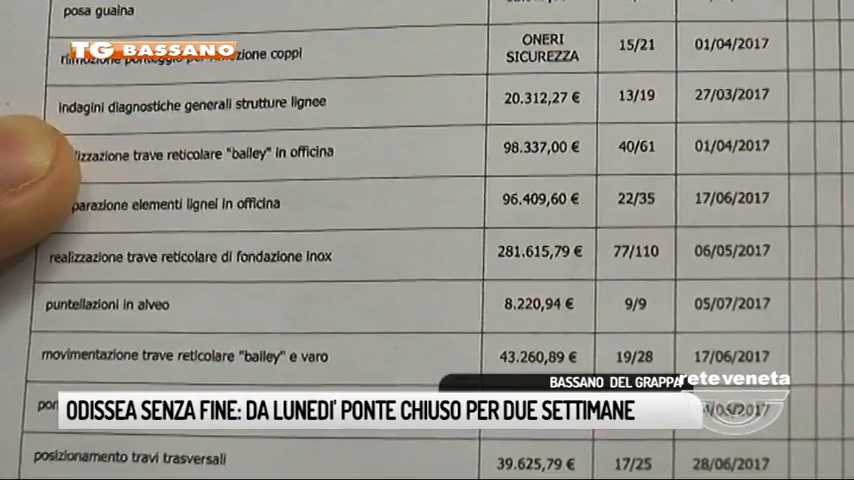 posa guaina
TG BASSANO
rimozione ponteggio per rimozione coppi ONERI SICUREZZA 15/21 01/04/2017
indagini diagnostiche generali strutture lignee 20.312,27 € 13/19 27/03/2017
lizzazione trave reticolare "bailey" in officina 98.337,00 € 40/61 01/04/2017
parazione elementi lignei in officina 96.409,60 € 22/35 17/06/2017
realizzazione trave reticolare di fondazione inox 281.615,79 € 77/110 06/05/2017
puntellazioni in alveo 8.220,94 € 9/9 05/07/2017
movimentazione trave reticolare "bailey" e varo 43.260,89 € 19/28 17/06/2017
BASSANO DEL GRAPPA reteveneta
ODISSEA SENZA FINE: DA LUNEDI' PONTE CHIUSO PER DUE SETTIMANE
posizionamento travi trasversali 39.625,79 € 17/25 28/06/2017